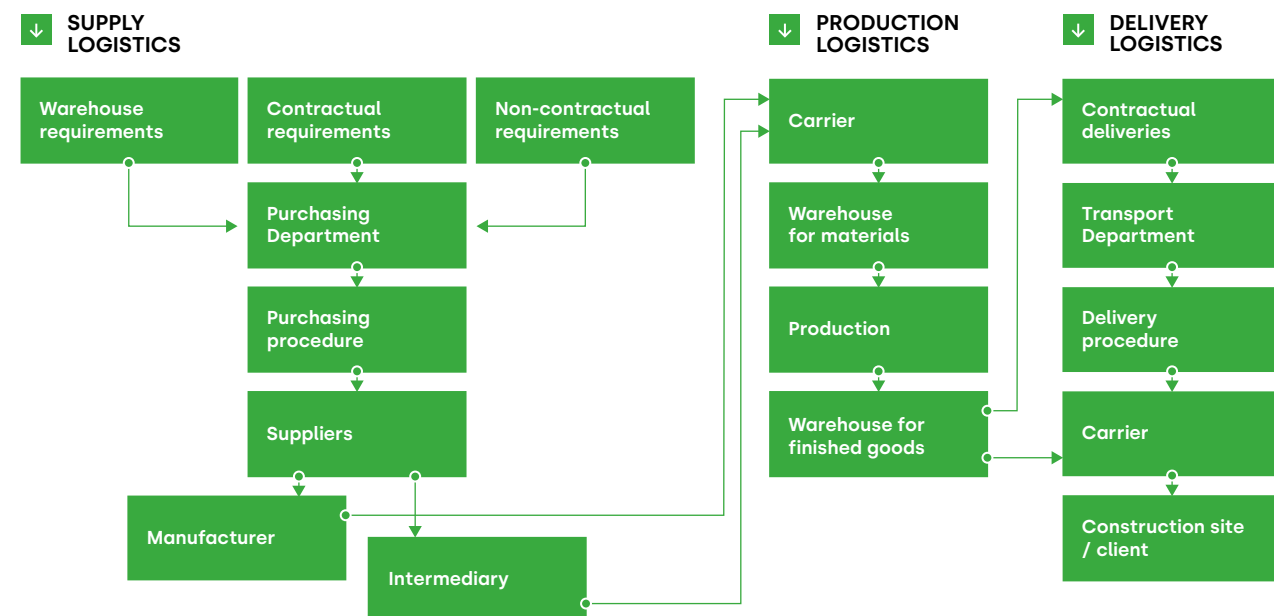 SUPPLY
LOGISTICS
Warehouse
requirements
Contractual
requirements
Non-contractual
requirements
Purchasing
Department
Purchasing
procedure
Suppliers
Manufacturer
Intermediary
PRODUCTION
LOGISTICS
Carrier
Warehouse
for materials
Production
Warehouse for
finished goods
DELIVERY
LOGISTICS
Contractual
deliveries
Transport
Department
Delivery
procedure
Carrier
Construction site
/ client